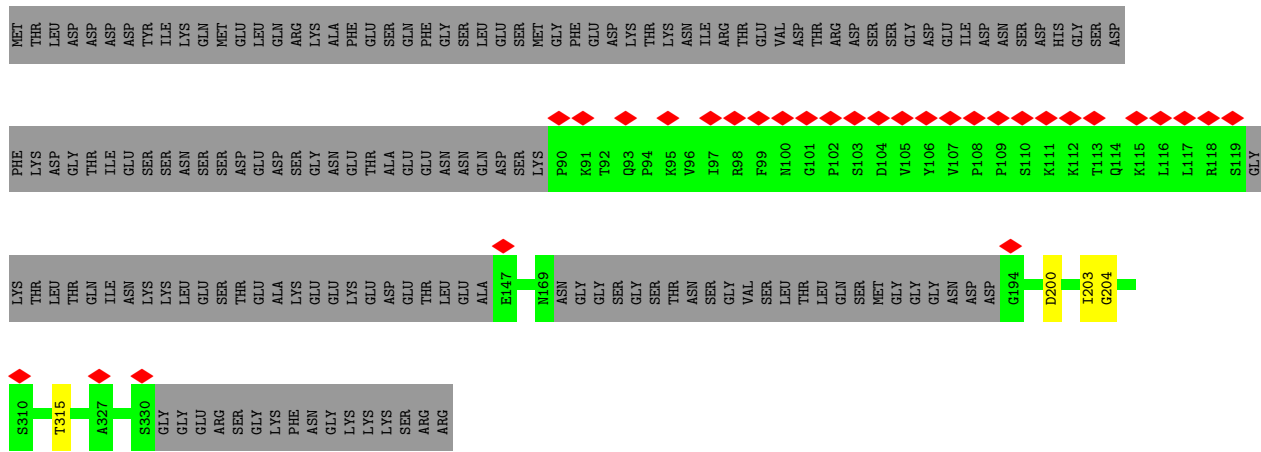 MET THR LEU ASP ASP ASP ASP TYR ILE LYS GLN MET GLU LEU GLN ARG LYS ALA PHE GLU SER GLN PHE GLY SER LEU GLU SER MET GLY PHE GLU ASP LYS THR LYS ASN ILE ARG THR GLU VAL ASP THR ARG ASP SER SER GLY ASP GLU ILE ASP ASN SER ASP HIS GLY SER ASP
PHE LYS ASP GLY THR ILE GLU SER SER ASN SER SER ASP GLU ASP SER GLY ASN GLU THR ALA GLU GLU ASN ASN GLN ASP SER LYS P90 K91 T92 Q93 P94 K95 V96 I97 R98 F99 N100 G101 P102 S103 D104 V105 Y106 V107 P108 P109 S110 K111 K112 T113 Q114 K115 L116 L117 R118 S119 GLY
LYS THR LEU THR GLN ILE ASN LYS LYS LEU GLU SER THR GLU ALA LYS GLU GLU LYS GLU ASP GLU THR LEU GLU ALA E147 N169 ASN GLY GLY SER GLY SER THR ASN SER GLY VAL SER LEU THR LEU GLN SER MET GLY GLY GLY ASN ASP ASP G194 D200 I203 G204
S310 T315 A327 S330 GLY GLY GLU ARG SER GLY LYS PHE ASN GLY LYS LYS LYS SER ARG ARG